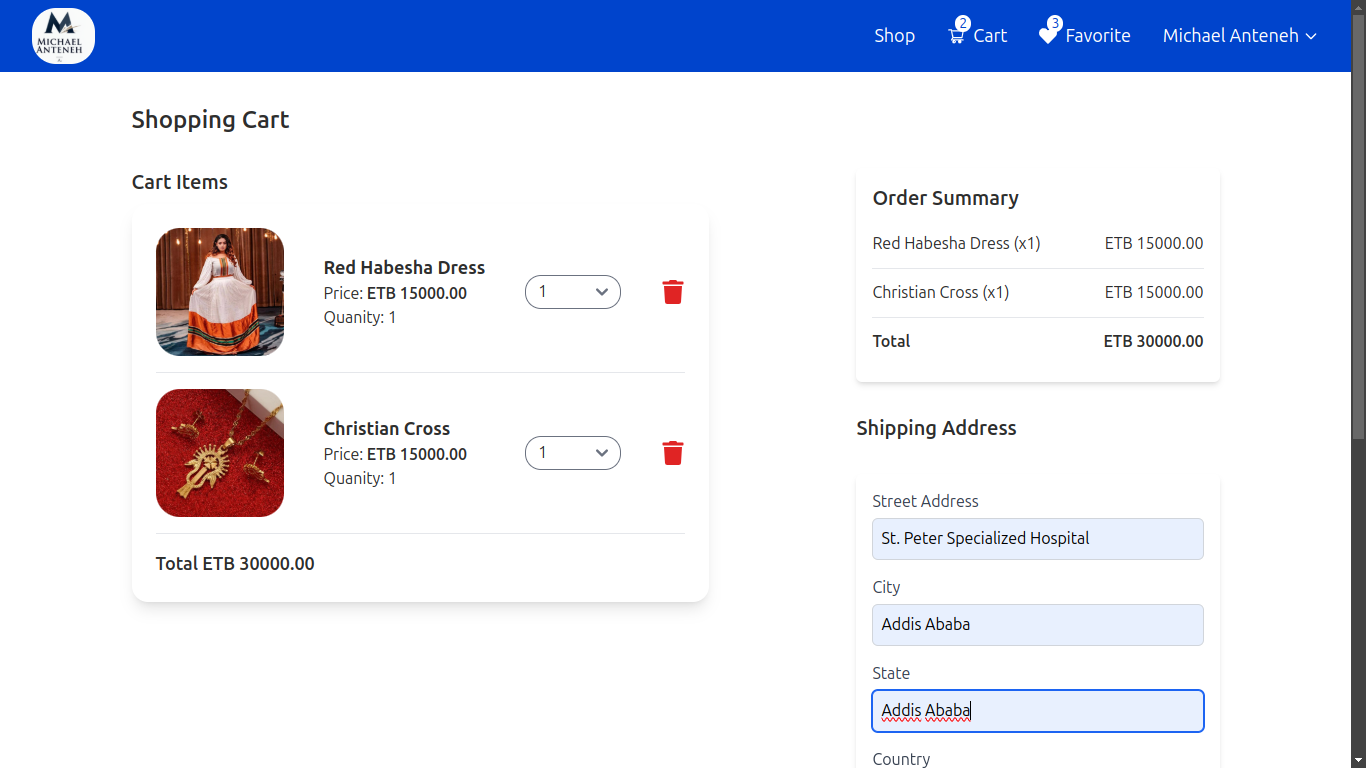 MICHAEL
ANTENEH
Shop
2
Cart
3
Favorite
Michael Anteneh
Shopping Cart
Cart Items
Red Habesha Dress
Price: ETB 15000.00
Quanity: 1
1
Christian Cross
Price: ETB 15000.00
Quanity: 1
1
Total ETB 30000.00
Order Summary
Red Habesha Dress (x1) ETB 15000.00
Christian Cross (x1) ETB 15000.00
Total ETB 30000.00
Shipping Address
Street Address
St. Peter Specialized Hospital
City
Addis Ababa
State
Addis Ababa
Country